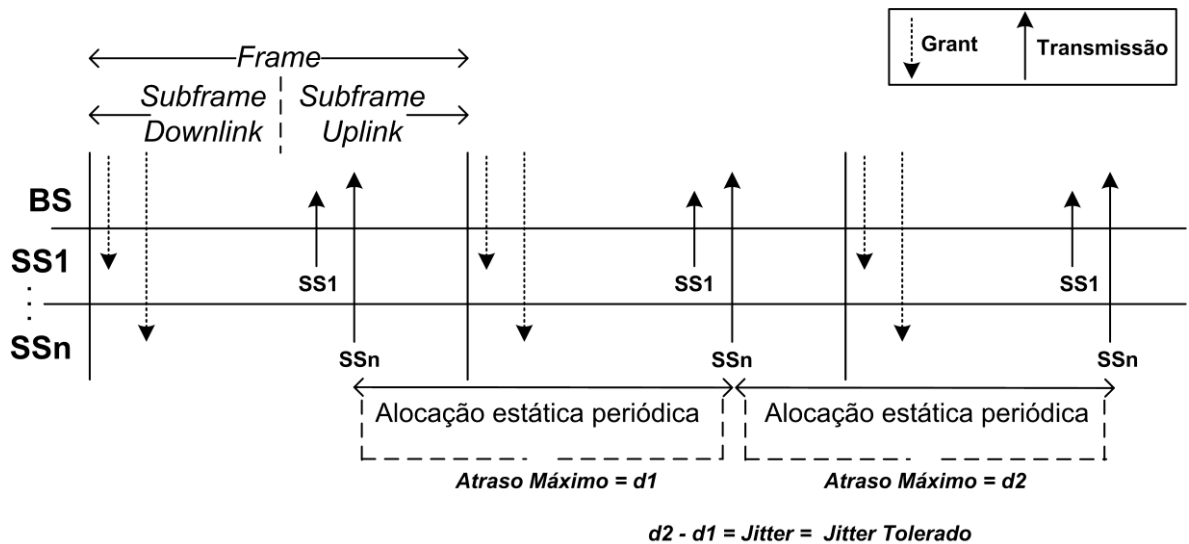 Frame
Grant
Transmissão
Subframe Subframe
Downlink Uplink
BS
SS1
SS1 SS1 SS1
SSn
SSn SSn SSn
Alocação estática periódica Alocação estática periódica
Atraso Máximo = d1 Atraso Máximo = d2
d2 - d1 = Jitter = Jitter Tolerado